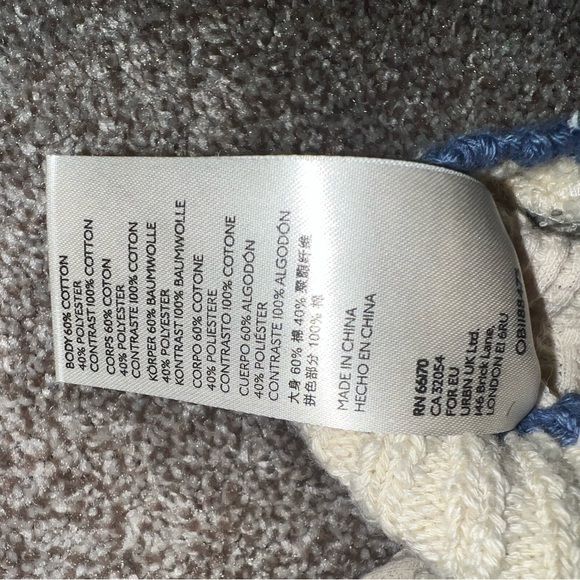 BODY 60% COTTON
40% POLYESTER
CONTRAST 100% COTTON
CORPS 60% COTON
40% POLYESTER
CONTRAST 100% COTON
KÖRPER 60% BAUMWOLLE
40% POLYESTER
KONTRAST 100% BAUMWOLLE
CORPO 60% COTONE
40% POLIESTERE
CONTRASTO 100% COTONE
CUERPO 60% ALGODÓN
40% POLIÉSTER
CONTRASTE 100% ALGODÓN
大身 60% 棉 40% 聚酯纤维
拼色部分 100% 棉
MADE IN CHINA
HECHO EN CHINA
RN 66170
CA 32054
FOR EU
URBN UK Ltd.
146 Brick Lane,
LONDON E1 6RU